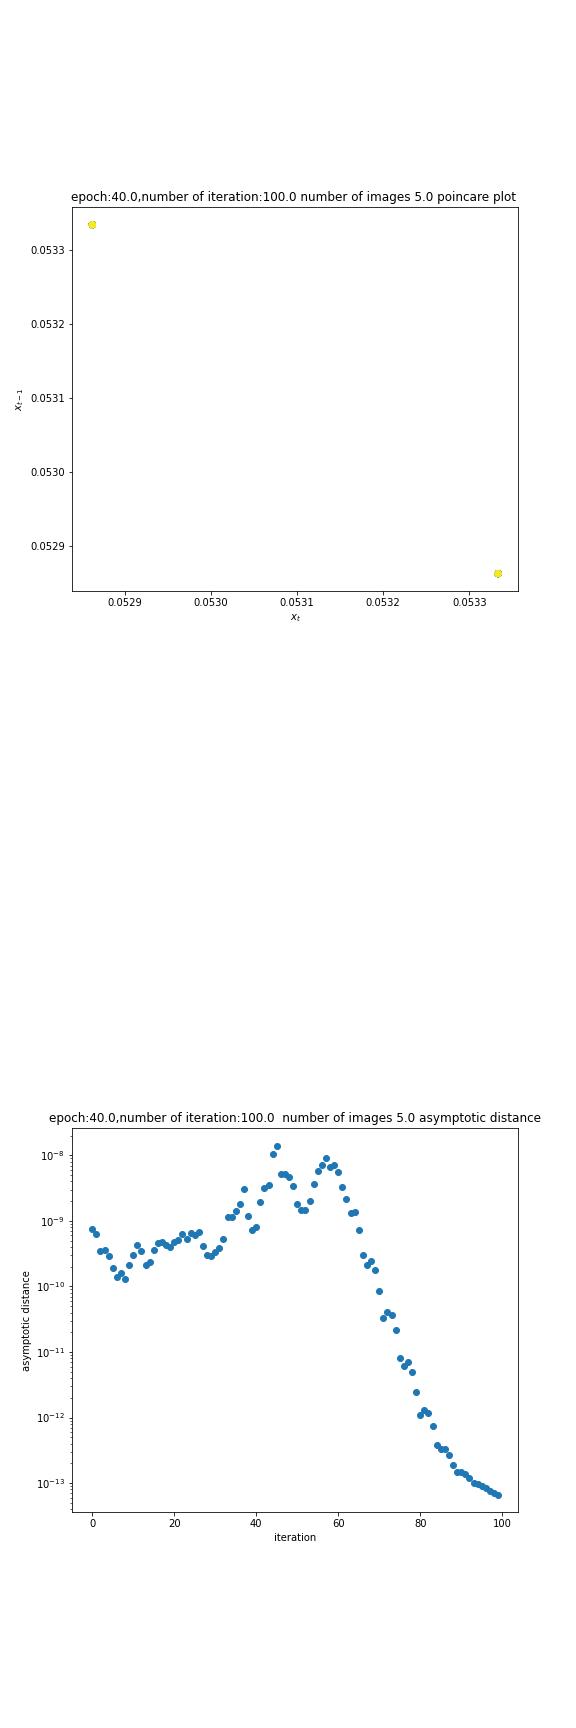 epoch:40.0,number of iteration:100.0 number of images 5.0 poincare plot
0.0533
0.0532
0.0531
0.0530
0.0529
x_{t-1}
0.0529 0.0530 0.0531 0.0532 0.0533
x_t
epoch:40.0,number of iteration:100.0  number of images 5.0 asymptotic distance
10^{-8}
10^{-9}
10^{-10}
10^{-11}
10^{-12}
10^{-13}
asymptotic distance
0 20 40 60 80 100
iteration